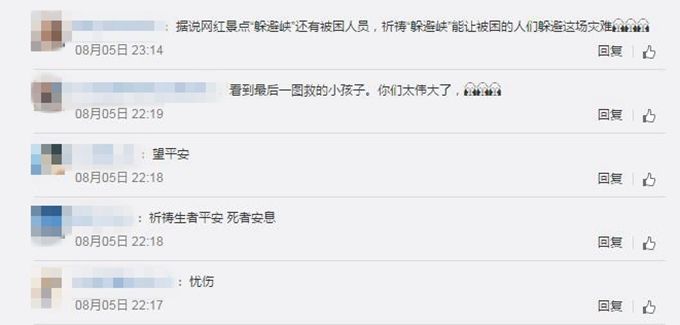 ：据说网红景点“躲避峡”还有被困人员，祈祷“躲避峡”能让被困的人们躲避这场灾难
08月05日 23:14
回复
：看到最后一图救的小孩子。你们太伟大了，
08月05日 22:19
回复
：望平安
08月05日 22:18
回复
：祈祷生者平安 死者安息
08月05日 22:18
回复
：忧伤
08月05日 22:17
回复